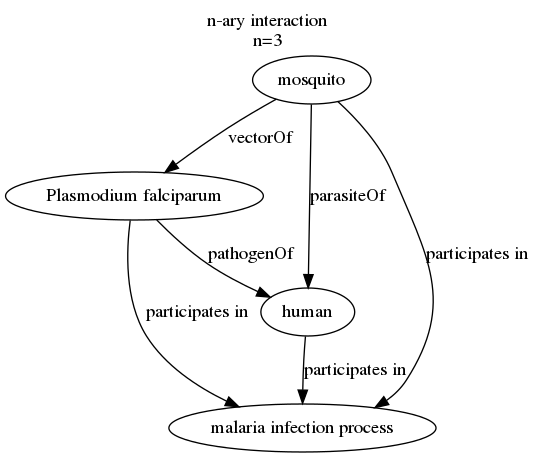 n-ary interaction
n=3
mosquito
vectorOf
Plasmodium falciparum
parasiteOf
pathogenOf
participates in
participates in
human
participates in
malaria infection process